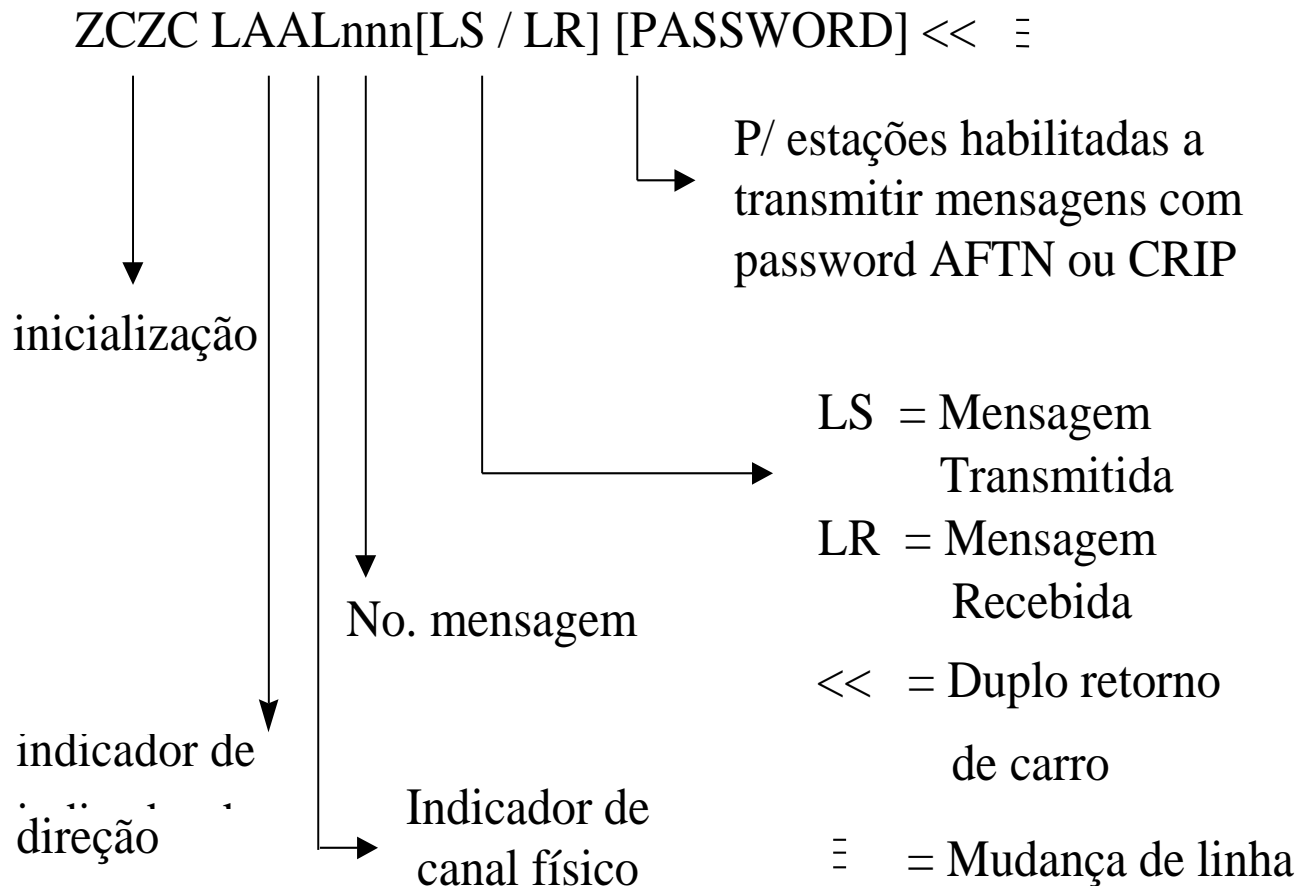 ZCZC LAALnnn[LS / LR] [PASSWORD] << Ξ
P/ estações habilitadas a
transmitir mensagens com
password AFTN ou CRIP
inicialização
LS = Mensagem
Transmitida
LR = Mensagem
Recebida
No. mensagem
<< = Duplo retorno
de carro
indicador de
direção
Indicador de
canal físico
Ξ = Mudança de linha